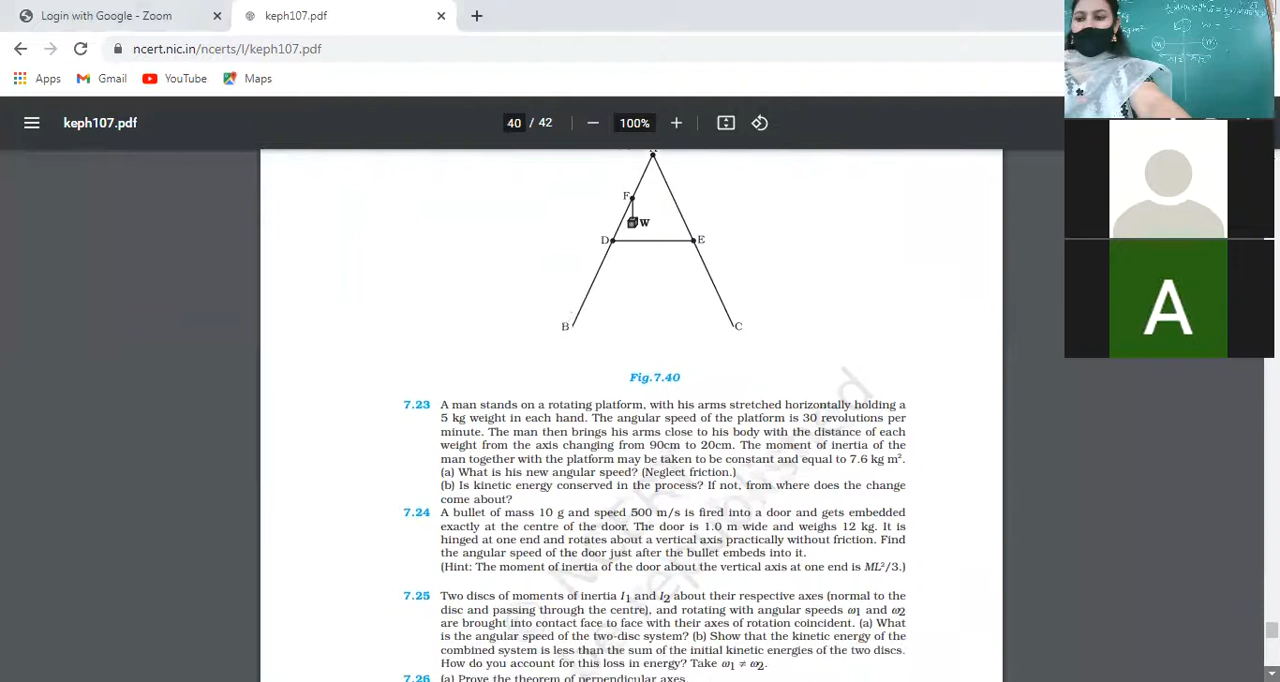 Login with Google - Zoom
keph107.pdf
ncert.nic.in/ncerts/l/keph107.pdf
Apps
Gmail
YouTube
Maps
keph107.pdf
40 / 42
100%
F
W
D
E
B
C
Fig.7.40
7.23 A man stands on a rotating platform, with his arms stretched horizontally holding a
5 kg weight in each hand. The angular speed of the platform is 30 revolutions per
minute. The man then brings his arms close to his body with the distance of each
weight from the axis changing from 90cm to 20cm. The moment of inertia of the
man together with the platform may be taken to be constant and equal to 7.6 kg m².
(a) What is his new angular speed? (Neglect friction.)
(b) Is kinetic energy conserved in the process? If not, from where does the change
come about?
7.24 A bullet of mass 10 g and speed 500 m/s is fired into a door and gets embedded
exactly at the centre of the door. The door is 1.0 m wide and weighs 12 kg. It is
hinged at one end and rotates about a vertical axis practically without friction. Find
the angular speed of the door just after the bullet embeds into it.
(Hint: The moment of inertia of the door about the vertical axis at one end is ML²/3.)
7.25 Two discs of moments of inertia I₁ and I₂ about their respective axes (normal to the
disc and passing through the centre), and rotating with angular speeds ω₁ and ω₂
are brought into contact face to face with their axes of rotation coincident. (a) What
is the angular speed of the two-disc system? (b) Show that the kinetic energy of the
combined system is less than the sum of the initial kinetic energies of the two discs.
How do you account for this loss in energy? Take ω₁ ≠ ω₂.
7.26 (a) Prove the theorem of perpendicular axes.
A